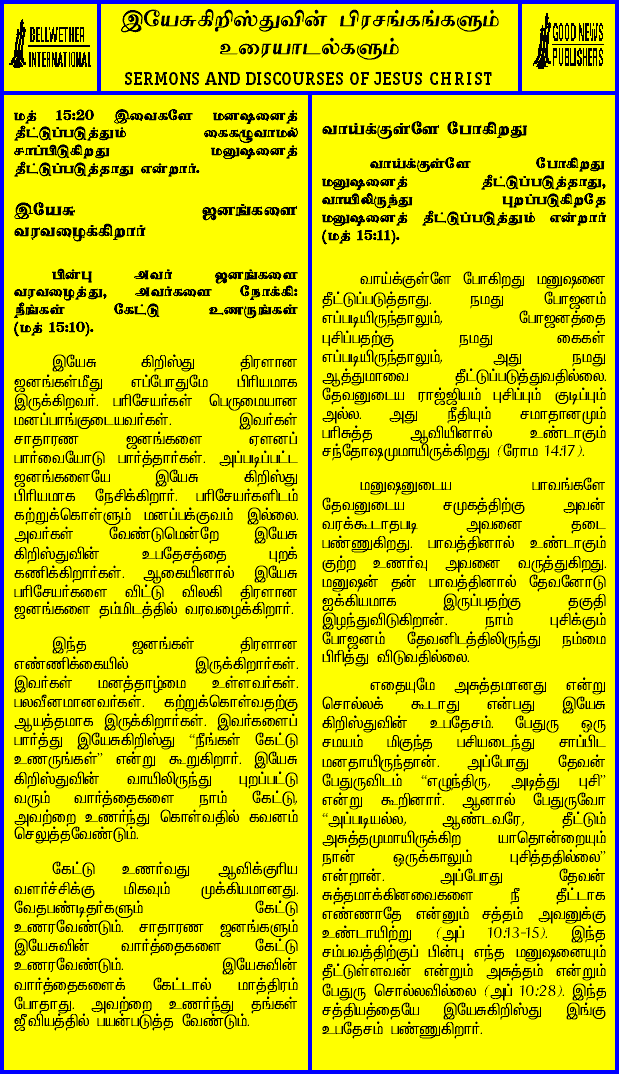 BELLWETHER
INTERNATIONAL
இயேசுகிறிஸ்துவின் பிரசங்கங்களும்
உரையாடல்களும்
SERMONS AND DISCOURSES OF JESUS CHRIST
GOOD NEWS
PUBLISHERS
மத் 15:20 இவைகளே மனஷனைத்
தீட்டுப்படுத்தும் கைகழுவாமல்
சாப்பிடுகிறது மனுஷனைத்
தீட்டுப்படுத்தாது என்றார்.
இயேசு ஜனங்களை
வரவழைக்கிறார்
பின்பு அவர் ஜனங்களை
வரவழைத்து, அவர்களை நோக்கி:
நீங்கள் கேட்டு உணருங்கள்
(மத் 15:10).
இயேசு கிறிஸ்து திரளான
ஜனங்கள்மீது எப்போதுமே பிரியமாக
இருக்கிறவர். பரிசேயர்கள் பெருமையான
மனப்பாங்குடையவர்கள். இவர்கள்
சாதாரண ஜனங்களை ஏளனப்
பார்வையோடு பார்த்தார்கள். அப்படிப்பட்ட
ஜனங்களையே இயேசு கிறிஸ்து
பிரியமாக நேசிக்கிறார். பரிசேயர்களிடம்
கற்றுக்கொள்ளும் மனப்பக்குவம் இல்லை.
அவர்கள் வேண்டுமென்றே இயேசு
கிறிஸ்துவின் உபதேசத்தை புறக்
கணிக்கிறார்கள். ஆகையினால் இயேசு
பரிசேயர்களை விட்டு விலகி திரளான
ஜனங்களை தம்மிடத்தில் வரவழைக்கிறார்.
இந்த ஜனங்கள் திரளான
எண்ணிக்கையில் இருக்கிறார்கள்.
இவர்கள் மனத்தாழ்மை உள்ளவர்கள்.
பலவீனமானவர்கள். கற்றுக்கொள்வதற்கு
ஆயத்தமாக இருக்கிறார்கள். இவர்களைப்
பார்த்து இயேசுகிறிஸ்து “நீங்கள் கேட்டு
உணருங்கள்” என்று கூறுகிறார். இயேசு
கிறிஸ்துவின் வாயிலிருந்து புறப்பட்டு
வரும் வார்த்தைகளை நாம் கேட்டு,
அவற்றை உணர்ந்து கொள்வதில் கவனம்
செலுத்தவேண்டும்.
கேட்டு உணர்வது ஆவிக்குரிய
வளர்ச்சிக்கு மிகவும் முக்கியமானது.
வேதபண்டிதர்களும் கேட்டு
உணரவேண்டும். சாதாரண ஜனங்களும்
இயேசுவின் வார்த்தைகளை கேட்டு
உணரவேண்டும். இயேசுவின்
வார்த்தைகளைக் கேட்டால் மாத்திரம்
போதாது. அவற்றை உணர்ந்து தங்கள்
ஜீவியத்தில் பயன்படுத்த வேண்டும்.
வாய்க்குள்ளே போகிறது
வாய்க்குள்ளே போகிறது
மனுஷனைத் தீட்டுப்படுத்தாது,
வாயிலிருந்து புறப்படுகிறதே
மனுஷனைத் தீட்டுப்படுத்தும் என்றார்
(மத் 15:11).
வாய்க்குள்ளே போகிறது மனுஷனை
தீட்டுப்படுத்தாது. நமது போஜனம்
எப்படியிருந்தாலும், போஜனத்தை
புசிப்பதற்கு நமது கைகள்
எப்படியிருந்தாலும், அது நமது
ஆத்துமாவை தீட்டுப்படுத்துவதில்லை.
தேவனுடைய ராஜ்ஜியம் புசிப்பும் குடிப்பும்
அல்ல. அது நீதியும் சமாதானமும்
பரிசுத்த ஆவியினால் உண்டாகும்
சந்தோஷமுமாயிருக்கிறது (ரோம 14:17).
மனுஷனுடைய பாவங்களே
தேவனுடைய சமுகத்திற்கு அவன்
வரக்கூடாதபடி அவனை தடை
பண்ணுகிறது. பாவத்தினால் உண்டாகும்
குற்ற உணர்வு அவனை வருத்துகிறது.
மனுஷன் தன் பாவத்தினால் தேவனோடு
ஐக்கியமாக இருப்பதற்கு தகுதி
இழந்துவிடுகிறான். நாம் புசிக்கும்
போஜனம் தேவனிடத்திலிருந்து நம்மை
பிரித்து விடுவதில்லை.
எதையுமே அசுத்தமானது என்று
சொல்லக் கூடாது என்பது இயேசு
கிறிஸ்துவின் உபதேசம். பேதுரு ஒரு
சமயம் மிகுந்த பசியடைந்து சாப்பிட
மனதாயிருந்தான். அப்போது தேவன்
பேதுருவிடம் “எழுந்திரு, அடித்து புசி”
என்று கூறினார். ஆனால் பேதுருவோ
“அப்படியல்ல, ஆண்டவரே, தீட்டும்
அசுத்தமுமாயிருக்கிற யாதொன்றையும்
நான் ஒருக்காலும் புசித்ததில்லை”
என்றான். அப்போது தேவன்
சுத்தமாக்கினவைகளை நீ தீட்டாக
எண்ணாதே என்னும் சத்தம் அவனுக்கு
உண்டாயிற்று (அப் 10:13-15). இந்த
சம்பவத்திற்குப் பின்பு எந்த மனுஷனையும்
தீட்டுள்ளவன் என்றும் அசுத்தம் என்றும்
பேதுரு சொல்லவில்லை (அப் 10:28). இந்த
சத்தியத்தையே இயேசுகிறிஸ்து இங்கு
உபதேசம் பண்ணுகிறார்.